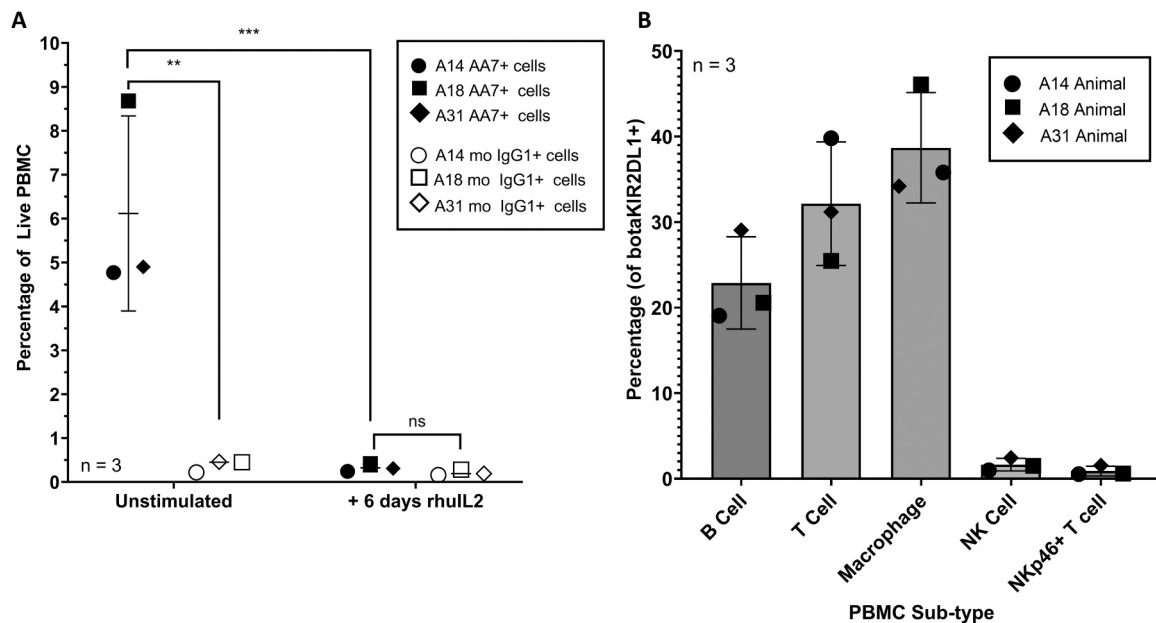 A
Percentage of Live PBMC
10
9
8
7
6
5
4
3
2
1
0
***
**
ns
n = 3
Unstimulated
+ 6 days rhuIL2
A14 AA7+ cells
A18 AA7+ cells
A31 AA7+ cells
A14 mo IgG1+ cells
A18 mo IgG1+ cells
A31 mo IgG1+ cells
B
Percentage (of botaKIR2DL1+)
50
40
30
20
10
0
n = 3
A14 Animal
A18 Animal
A31 Animal
B Cell
T Cell
Macrophage
NK Cell
NKp46+ T cell
PBMC Sub-type